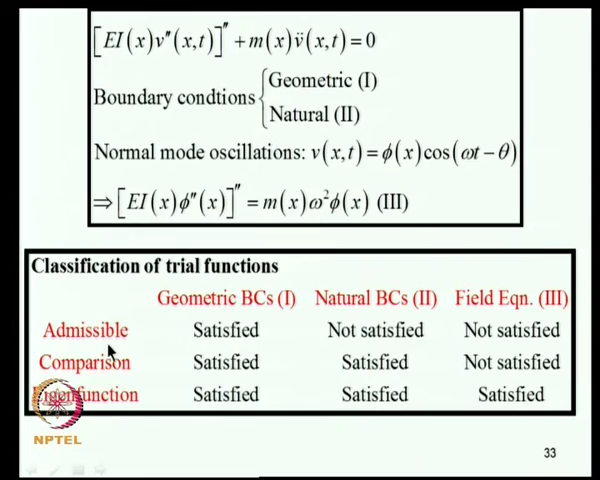 [EI(x)v″(x,t)]″ + m(x)v̈(x,t) = 0
Boundary condtions { Geometric (I)
Natural (II)
Normal mode oscillations: v(x,t) = ϕ(x)cos(ωt − θ)
⇒ [EI(x)ϕ″(x)]″ = m(x)ω²ϕ(x) (III)
Classification of trial functions
Geometric BCs (I) Natural BCs (II) Field Eqn. (III)
Admissible Satisfied Not satisfied Not satisfied
Comparison Satisfied Satisfied Not satisfied
Eigenfunction Satisfied Satisfied Satisfied
NPTEL
33